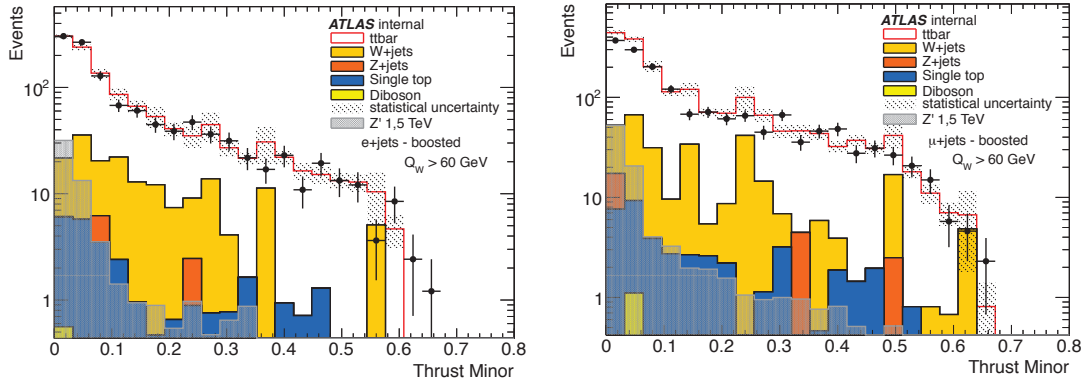 Events
10²
10
1
ATLAS internal
ttbar
W+jets
Z+jets
Single top
Diboson
statistical uncertainty
Z' 1,5 TeV
e+jets - boosted
Q_W > 60 GeV
0 0.1 0.2 0.3 0.4 0.5 0.6 0.7 0.8
Thrust Minor
Events
10²
10
1
ATLAS internal
ttbar
W+jets
Z+jets
Single top
Diboson
statistical uncertainty
Z' 1,5 TeV
μ+jets - boosted
Q_W > 60 GeV
0 0.1 0.2 0.3 0.4 0.5 0.6 0.7 0.8
Thrust Minor